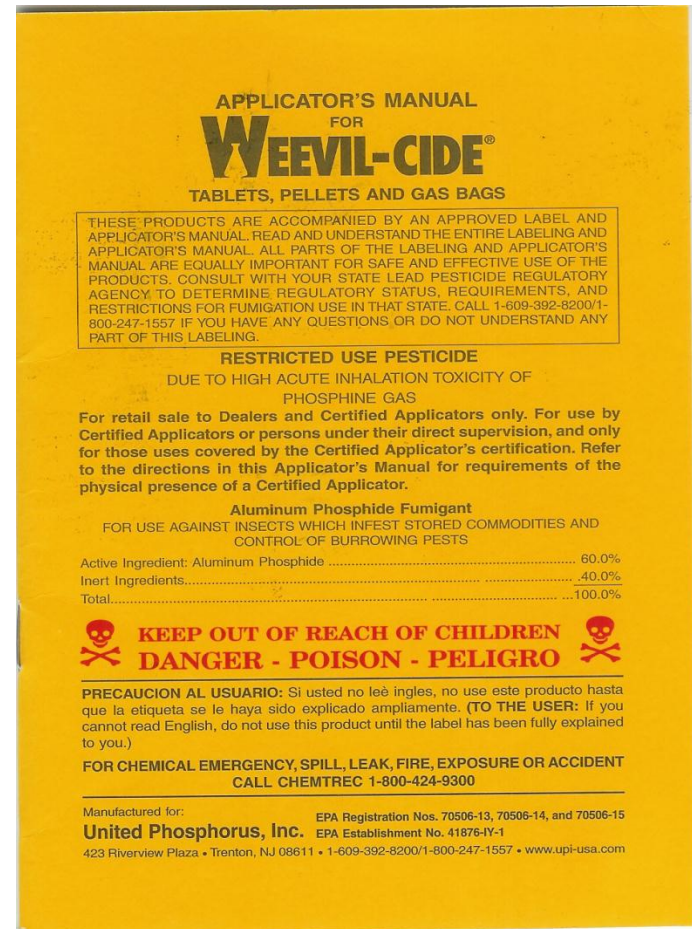 APPLICATOR'S MANUAL
FOR
WEEVIL-CIDE®
TABLETS, PELLETS AND GAS BAGS
THESE PRODUCTS ARE ACCOMPANIED BY AN APPROVED LABEL AND
APPLICATOR'S MANUAL. READ AND UNDERSTAND THE ENTIRE LABELING AND
APPLICATOR'S MANUAL. ALL PARTS OF THE LABELING AND APPLICATOR'S
MANUAL ARE EQUALLY IMPORTANT FOR SAFE AND EFFECTIVE USE OF THE
PRODUCTS. CONSULT WITH YOUR STATE LEAD PESTICIDE REGULATORY
AGENCY TO DETERMINE REGULATORY STATUS, REQUIREMENTS, AND
RESTRICTIONS FOR FUMIGATION USE IN THAT STATE. CALL 1-609-392-8200/1-
800-247-1557 IF YOU HAVE ANY QUESTIONS OR DO NOT UNDERSTAND ANY
PART OF THIS LABELING.
RESTRICTED USE PESTICIDE
DUE TO HIGH ACUTE INHALATION TOXICITY OF
PHOSPHINE GAS
For retail sale to Dealers and Certified Applicators only. For use by
Certified Applicators or persons under their direct supervision, and only
for those uses covered by the Certified Applicator's certification. Refer
to the directions in this Applicator's Manual for requirements of the
physical presence of a Certified Applicator.
Aluminum Phosphide Fumigant
FOR USE AGAINST INSECTS WHICH INFEST STORED COMMODITIES AND
CONTROL OF BURROWING PESTS
Active Ingredient: Aluminum Phosphide ............................................................ 60.0%
Inert Ingredients.................................................................. .................... .40.0%
Total...................................................................... ............................ ...100.0%
KEEP OUT OF REACH OF CHILDREN
DANGER - POISON - PELIGRO
PRECAUCION AL USUARIO: Si usted no leè ingles, no use este producto hasta
que la etiqueta se le haya sido explicado ampliamente. (TO THE USER: If you
cannot read English, do not use this product until the label has been fully explained
to you.)
FOR CHEMICAL EMERGENCY, SPILL, LEAK, FIRE, EXPOSURE OR ACCIDENT
CALL CHEMTREC 1-800-424-9300
Manufactured for:
United Phosphorus, Inc.
EPA Registration Nos. 70506-13, 70506-14, and 70506-15
EPA Establishment No. 41876-IY-1
423 Riverview Plaza • Trenton, NJ 08611 • 1-609-392-8200/1-800-247-1557 • www.upi-usa.com